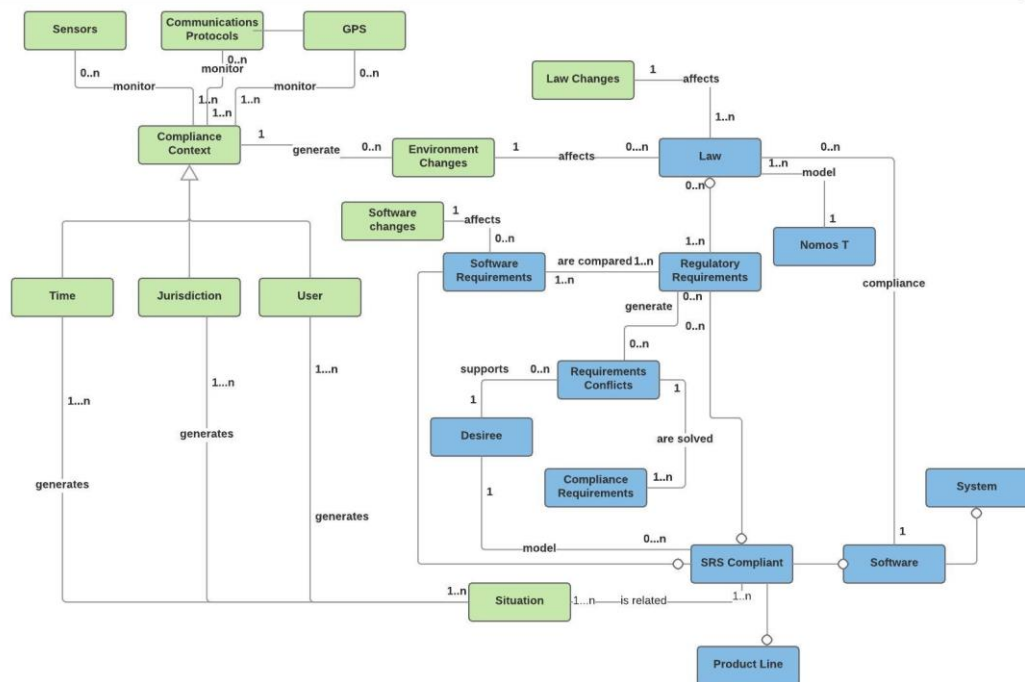 Sensors
Communications
Protocols
GPS
0..n
0..n
0..n
monitor
monitor
monitor
1..n
1..n
1..n
Law Changes
1
affects
1..n
Compliance
Context
1
generate
0..n
Environment
Changes
1
affects
0...n
Law
0..n
1..n
model
0..n
1
Nomos T
Software
changes
1
affects
0..n
Software
Requirements
are compared
1..n
1..n
1..n
Regulatory
Requirements
compliance
Time
Jurisdiction
User
0..n
generate
0..n
0..n
1...n
1...n
1...n
supports
0..n
Requirements
Conflicts
1
1
Desiree
are solved
generates
1
Compliance
Requirements
1..n
System
generates
generates
model
0...n
1
SRS Compliant
Software
1..n
Situation
1...n
is related
1..n
Product Line